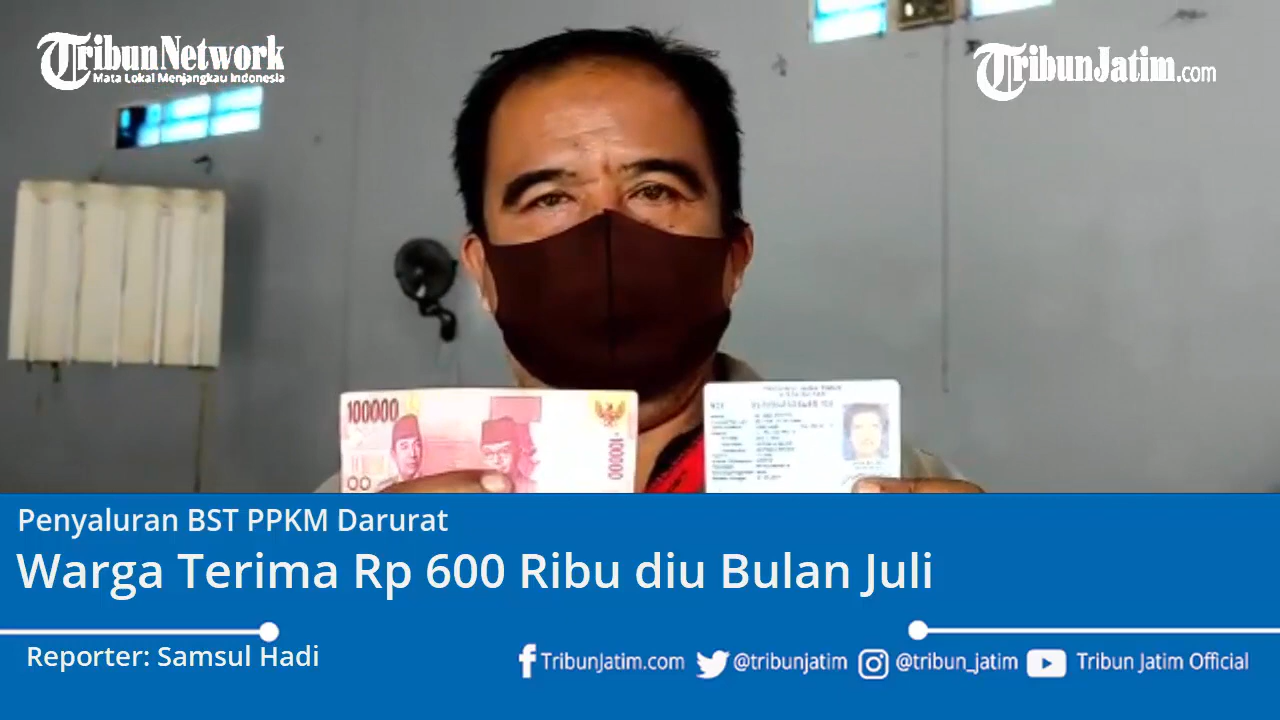 TribunNetwork
Mata Lokal Menjangkau Indonesia
TribunJatim.com
100000
100000
Penyaluran BST PPKM Darurat
Warga Terima Rp 600 Ribu diu Bulan Juli
Reporter: Samsul Hadi
TribunJatim.com
@tribunjatim
@tribun_jatim
Tribun Jatim Official